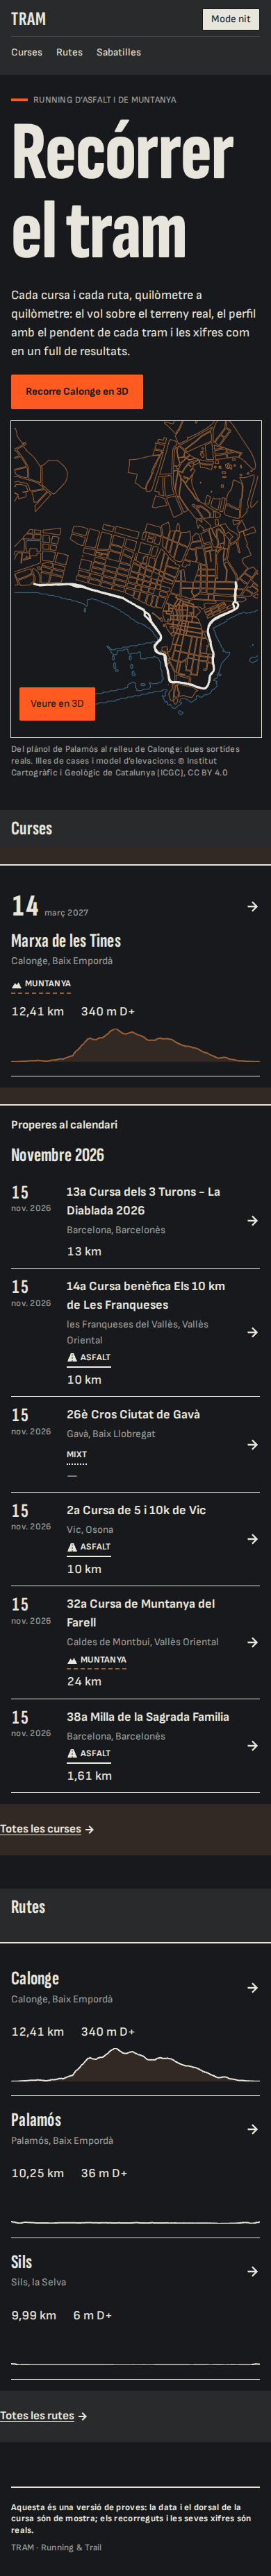 TRAM
Mode nit
Curses Rutes Sabatilles
RUNNING D'ASFALT I DE MUNTANYA
Recórrer
el tram
Cada cursa i cada ruta, quilòmetre a
quilòmetre: el vol sobre el terreny real, el perfil
amb el pendent de cada tram i les xifres com
en un full de resultats.
Recorre Calonge en 3D
Veure en 3D
Del plànol de Palamós al relleu de Calonge: dues sortides
reals. Illes de cases i model d'elevacions: © Institut
Cartogràfic i Geològic de Catalunya (ICGC), CC BY 4.0
Curses
14 març 2027
Marxa de les Tines
Calonge, Baix Empordà
MUNTANYA
12,41 km 340 m D+
Properes al calendari
Novembre 2026
15
nov. 2026
13a Cursa dels 3 Turons - La
Diablada 2026
Barcelona, Barcelonès
13 km
15
nov. 2026
14a Cursa benèfica Els 10 km
de Les Franqueses
les Franqueses del Vallès, Vallès
Oriental
ASFALT
10 km
15
nov. 2026
26è Cros Ciutat de Gavà
Gavà, Baix Llobregat
MIXT
—
15
nov. 2026
2a Cursa de 5 i 10k de Vic
Vic, Osona
ASFALT
10 km
15
nov. 2026
32a Cursa de Muntanya del
Farell
Caldes de Montbui, Vallès Oriental
MUNTANYA
24 km
15
nov. 2026
38a Milla de la Sagrada Familia
Barcelona, Barcelonès
ASFALT
1,61 km
Totes les curses →
Rutes
Calonge
Calonge, Baix Empordà
12,41 km 340 m D+
Palamós
Palamós, Baix Empordà
10,25 km 36 m D+
Sils
Sils, la Selva
9,99 km 6 m D+
Totes les rutes →
Aquesta és una versió de proves: la data i el dorsal de la
cursa són de mostra; els recorreguts i les seves xifres són
reals.
TRAM · Running & Trail